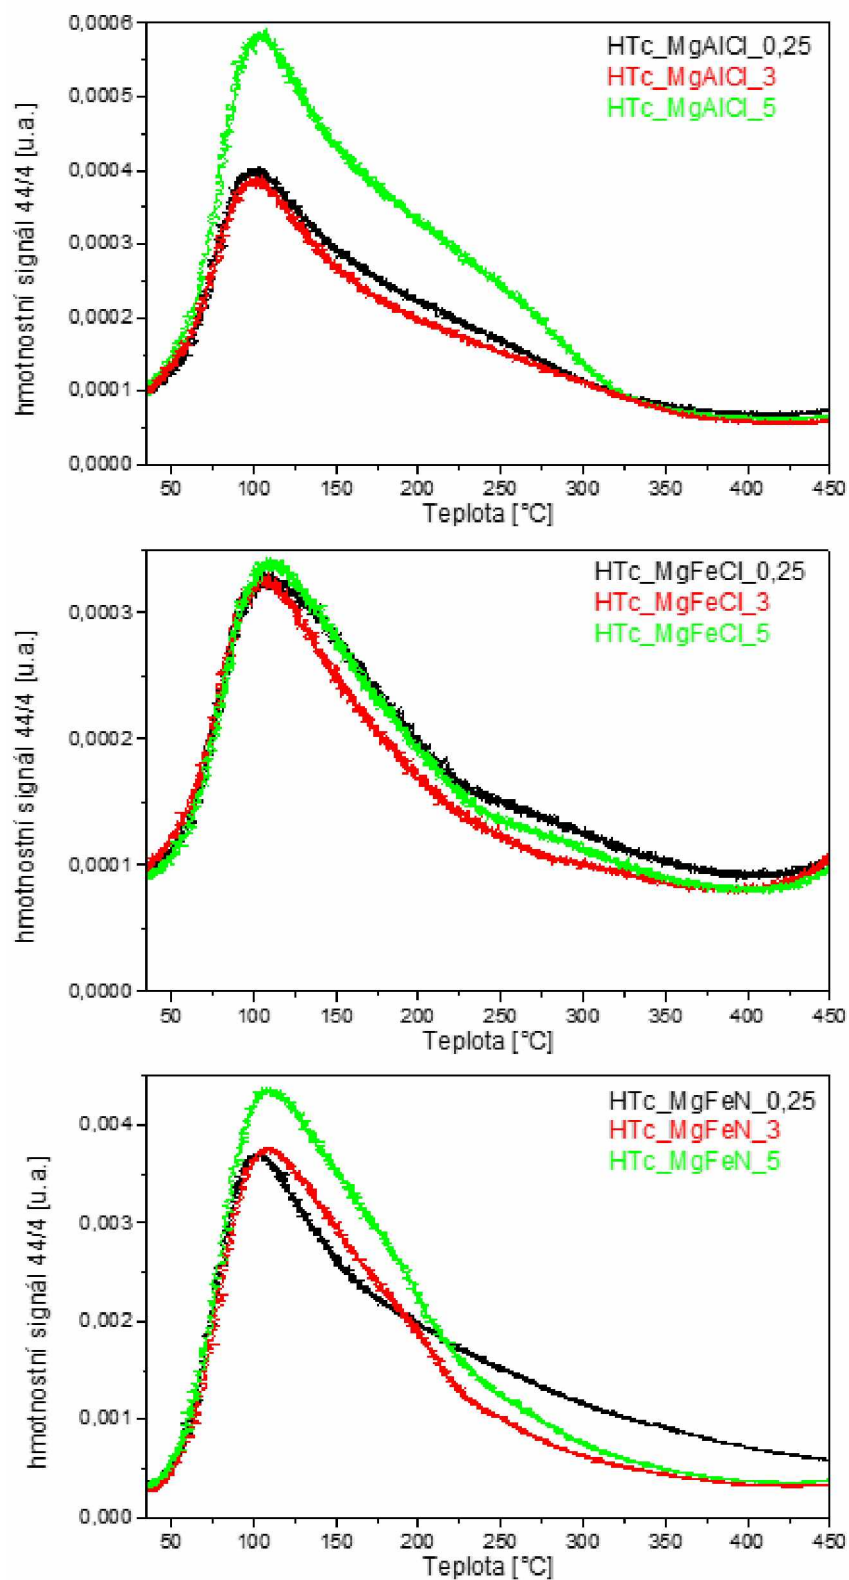 0,0006
0,0005
0,0004
0,0003
0,0002
0,0001
0,0000
hmotnostní signál 44/4 [u.a.]
HTc_MgAlCl_0,25
HTc_MgAlCl_3
HTc_MgAlCl_5
50 100 150 200 250 300 350 400 450
Teplota [°C]
0,0003
0,0002
0,0001
0,0000
hmotnostní signál 44/4 [u.a.]
HTc_MgFeCl_0,25
HTc_MgFeCl_3
HTc_MgFeCl_5
50 100 150 200 250 300 350 400 450
Teplota [°C]
0,004
0,003
0,002
0,001
0,000
hmotnostní signál 44/4 [u.a.]
HTc_MgFeN_0,25
HTc_MgFeN_3
HTc_MgFeN_5
50 100 150 200 250 300 350 400 450
Teplota [°C]